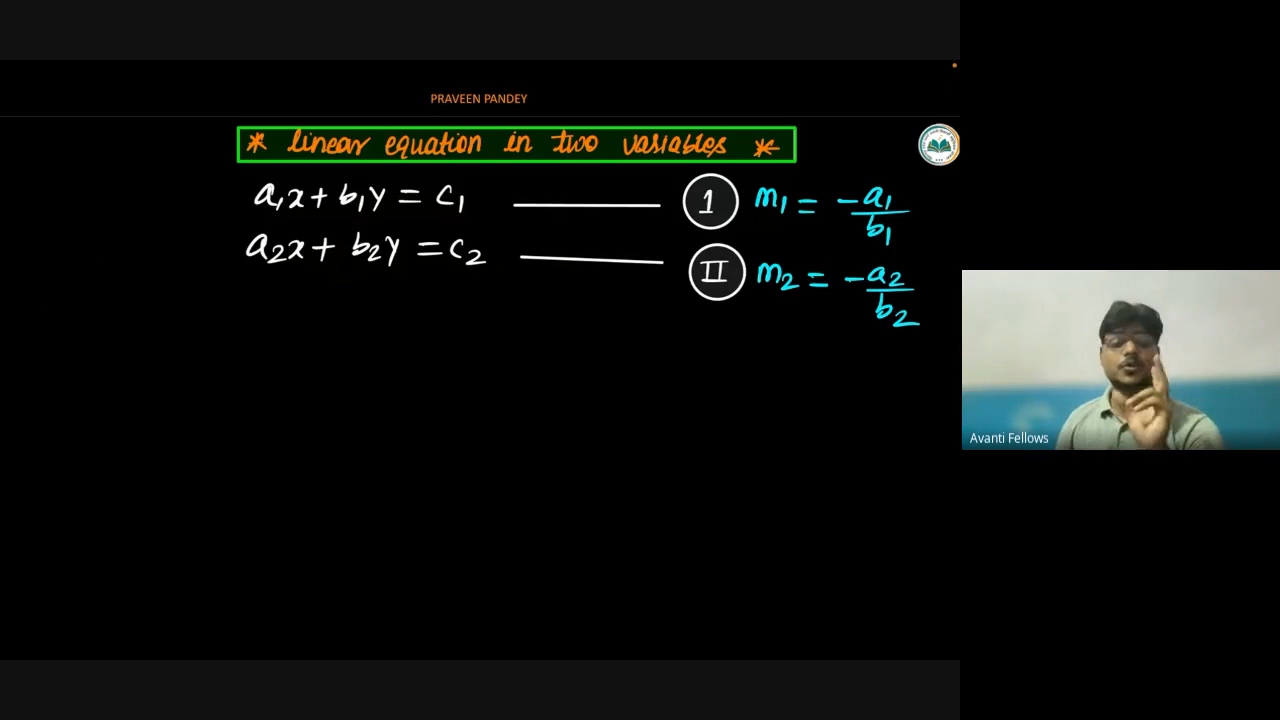 PRAVEEN PANDEY
* linear equation in two variables *
a₁x + b₁y = c₁ ——— 1 m₁ = -a₁/b₁
a₂x + b₂y = c₂ ——— II m₂ = -a₂/b₂
Avanti Fellows